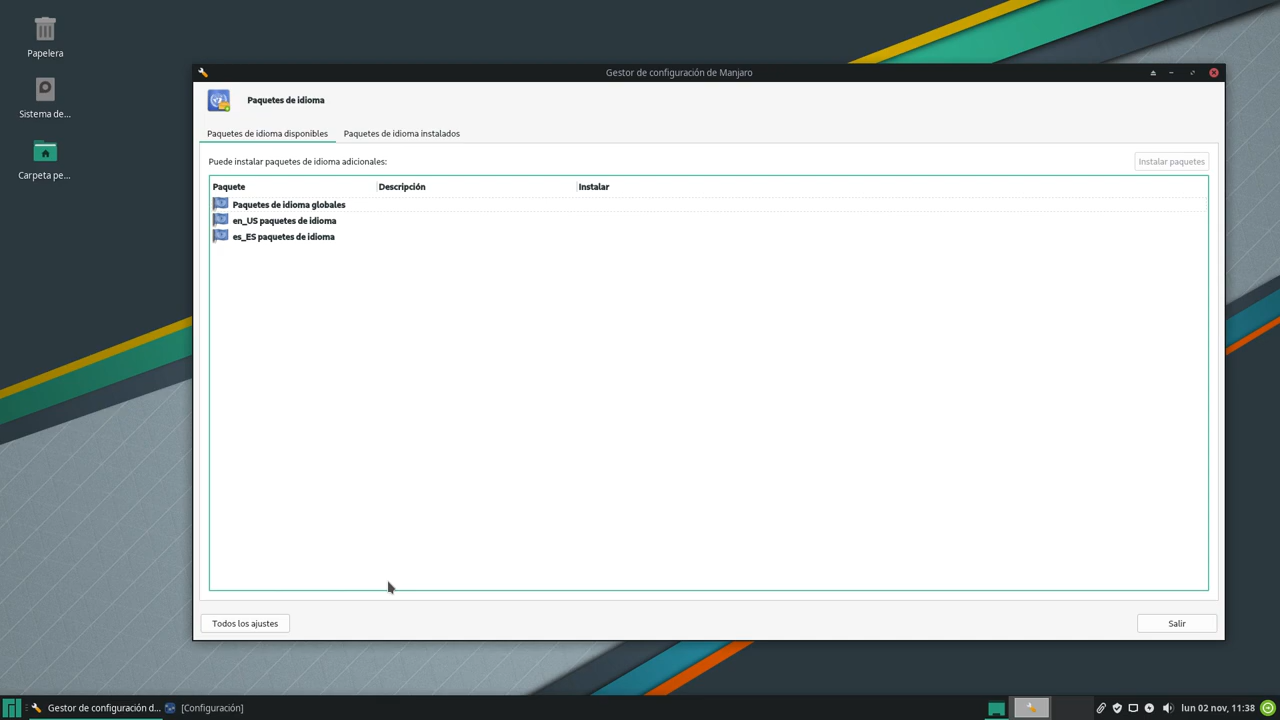 Papelera
Sistema de...
Carpeta pe...
Gestor de configuración de Manjaro
Paquetes de idioma
Paquetes de idioma disponibles
Paquetes de idioma instalados
Puede instalar paquetes de idioma adicionales:
Instalar paquetes
Paquete
Descripción
Instalar
Paquetes de idioma globales
en_US paquetes de idioma
es_ES paquetes de idioma
Todos los ajustes
Salir
Gestor de configuración d...
[Configuración]
lun 02 nov, 11:38